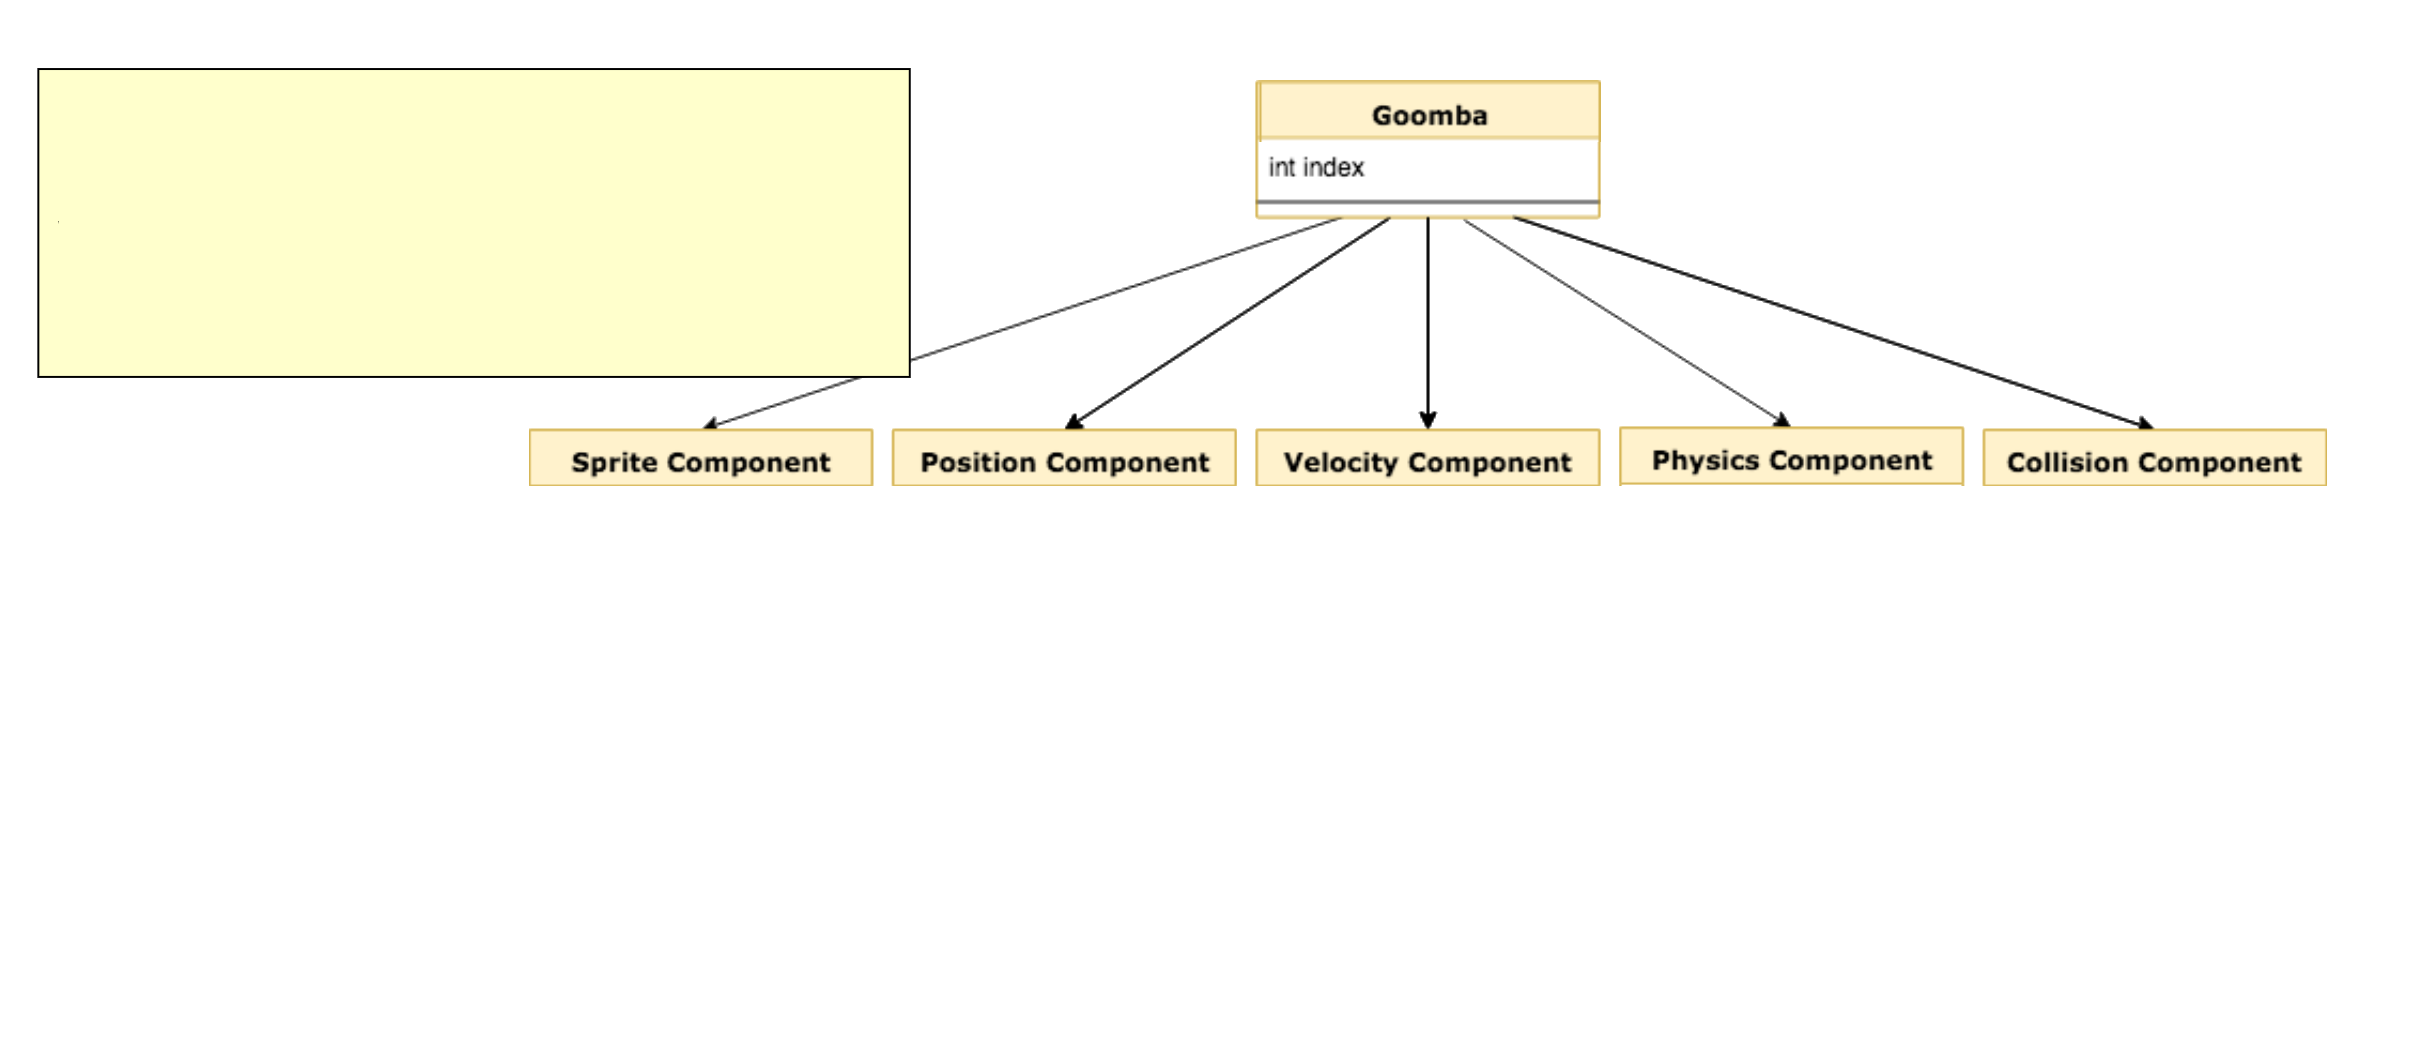 Goomba
int index
Sprite Component
Position Component
Velocity Component
Physics Component
Collision Component